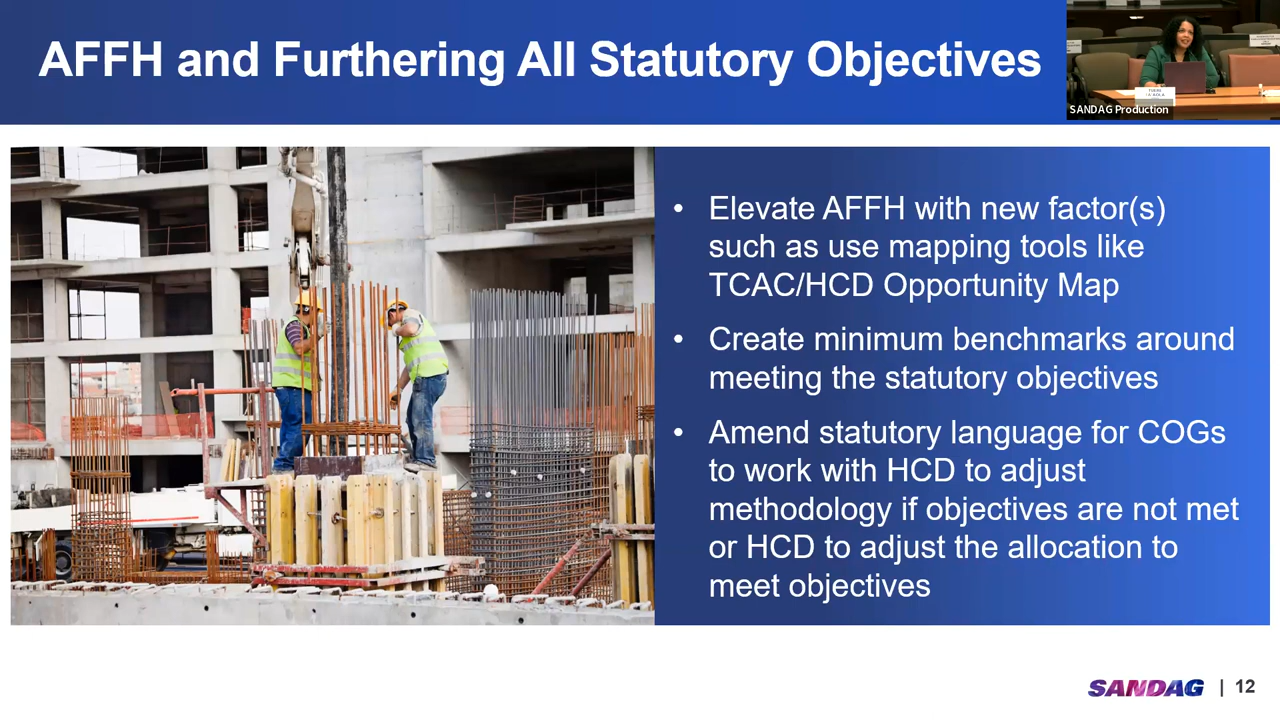 AFFH and Furthering All Statutory Objectives
SANDAG Production
• Elevate AFFH with new factor(s)
such as use mapping tools like
TCAC/HCD Opportunity Map
• Create minimum benchmarks around
meeting the statutory objectives
• Amend statutory language for COGs
to work with HCD to adjust
methodology if objectives are not met
or HCD to adjust the allocation to
meet objectives
SANDAG | 12